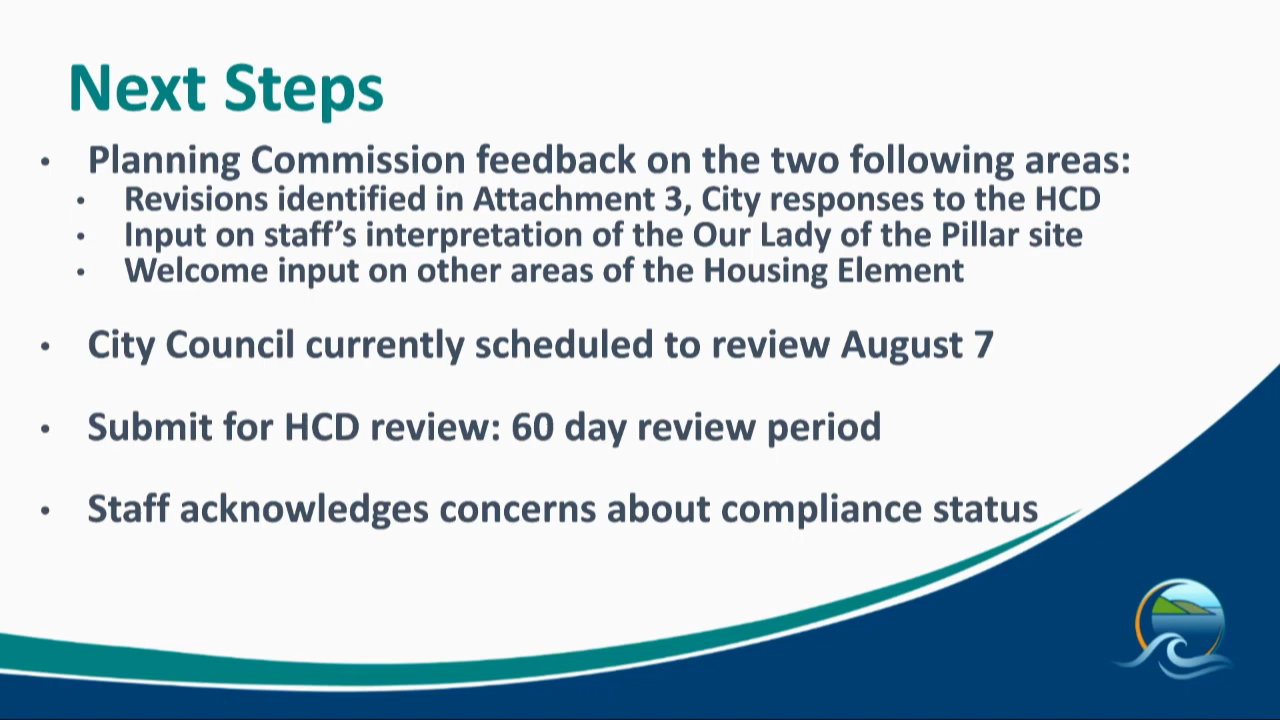 Next Steps
• Planning Commission feedback on the two following areas:
• Revisions identified in Attachment 3, City responses to the HCD
• Input on staff’s interpretation of the Our Lady of the Pillar site
• Welcome input on other areas of the Housing Element
• City Council currently scheduled to review August 7
• Submit for HCD review: 60 day review period
• Staff acknowledges concerns about compliance status